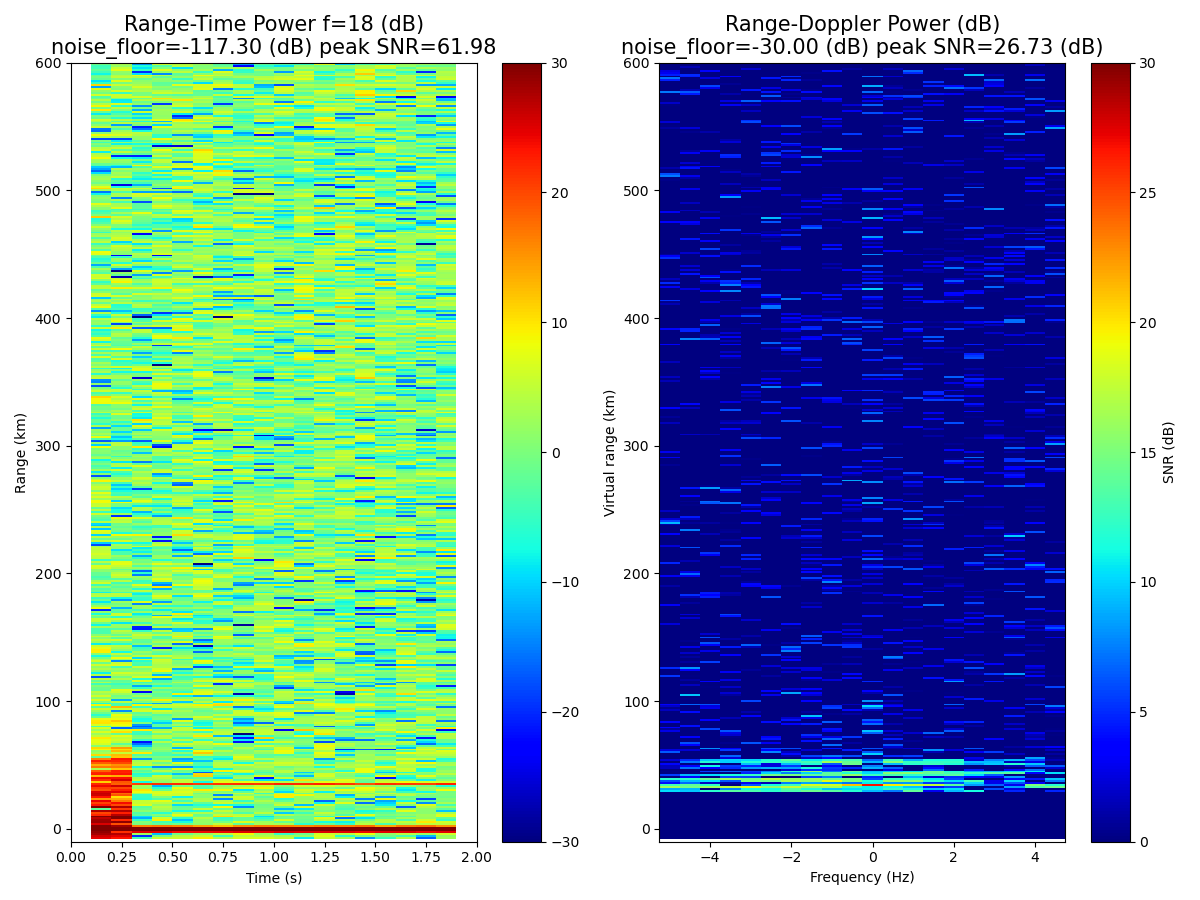 Range-Time Power f=18 (dB)
noise_floor=-117.30 (dB) peak SNR=61.98
Range-Doppler Power (dB)
noise_floor=-30.00 (dB) peak SNR=26.73 (dB)
600
500
400
300
200
100
0
Range (km)
0.00 0.25 0.50 0.75 1.00 1.25 1.50 1.75 2.00
Time (s)
30
20
10
0
−10
−20
−30
600
500
400
300
200
100
0
Virtual range (km)
−4 −2 0 2 4
Frequency (Hz)
30
25
20
15
10
5
0
SNR (dB)